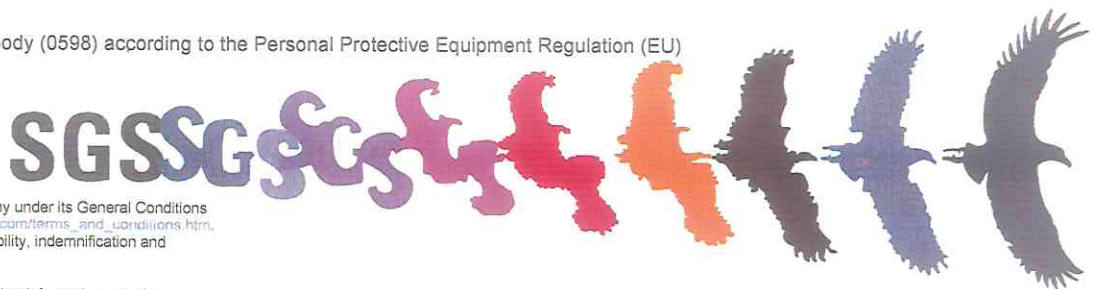 ody (0598) according to the Personal Protective Equipment Regulation (EU)
SGSSGSSGS
y under its General Conditions
com/terms_and_conditions.htm.
bility, indemnification and